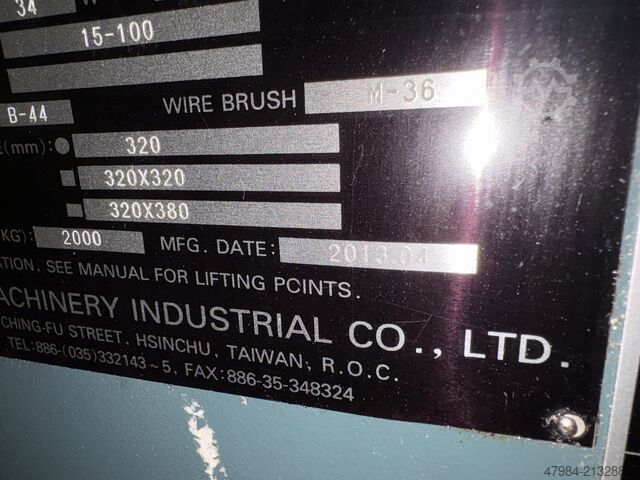 34 W
15-100
B-44 WIRE BRUSH M-36
E(mm): 320
320X320
320X380
KG): 2000 MFG. DATE: 2013.04
ATION, SEE MANUAL FOR LIFTING POINTS.
ACHINERY INDUSTRIAL CO., LTD.
CHING-FU STREET, HSINCHU, TAIWAN, R.O.C.
TEL:886-(035)332143~5, FAX:886-35-348324
47984-213288